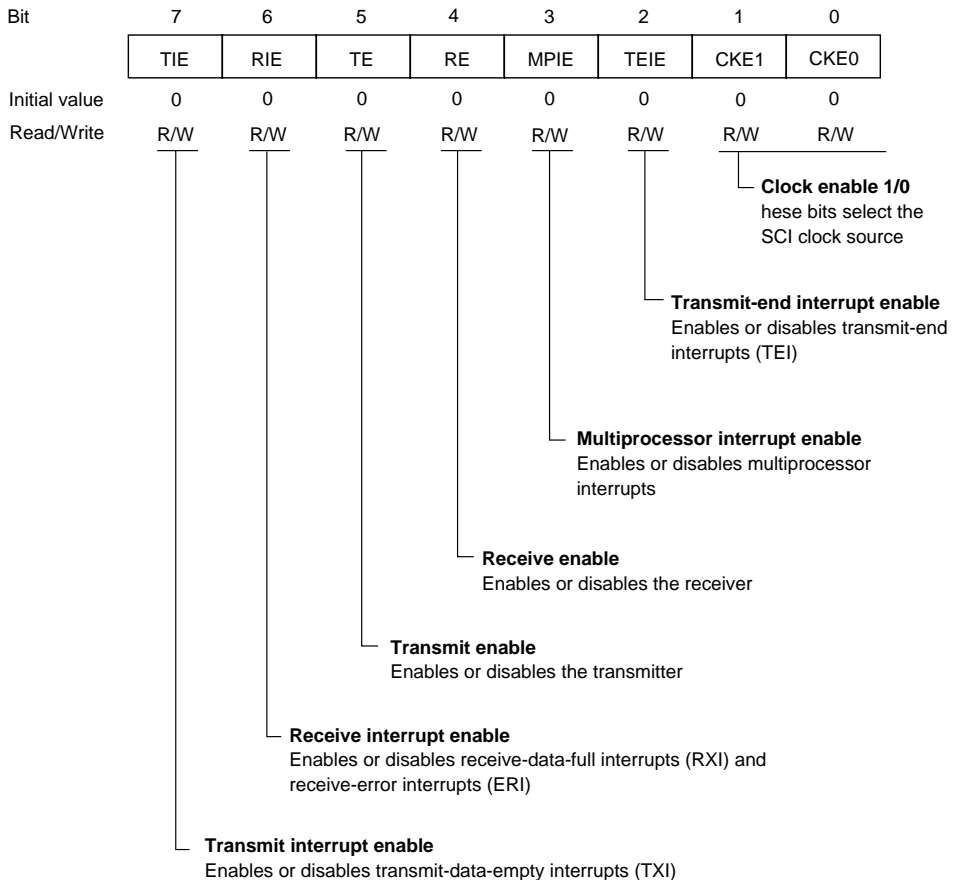 Bit 7 6 5 4 3 2 1 0
TIE RIE TE RE MPIE TEIE CKE1 CKE0
Initial value 0 0 0 0 0 0 0 0
Read/Write R/W R/W R/W R/W R/W R/W R/W R/W
Clock enable 1/0
hese bits select the
SCI clock source
Transmit-end interrupt enable
Enables or disables transmit-end
interrupts (TEI)
Multiprocessor interrupt enable
Enables or disables multiprocessor
interrupts
Receive enable
Enables or disables the receiver
Transmit enable
Enables or disables the transmitter
Receive interrupt enable
Enables or disables receive-data-full interrupts (RXI) and
receive-error interrupts (ERI)
Transmit interrupt enable
Enables or disables transmit-data-empty interrupts (TXI)